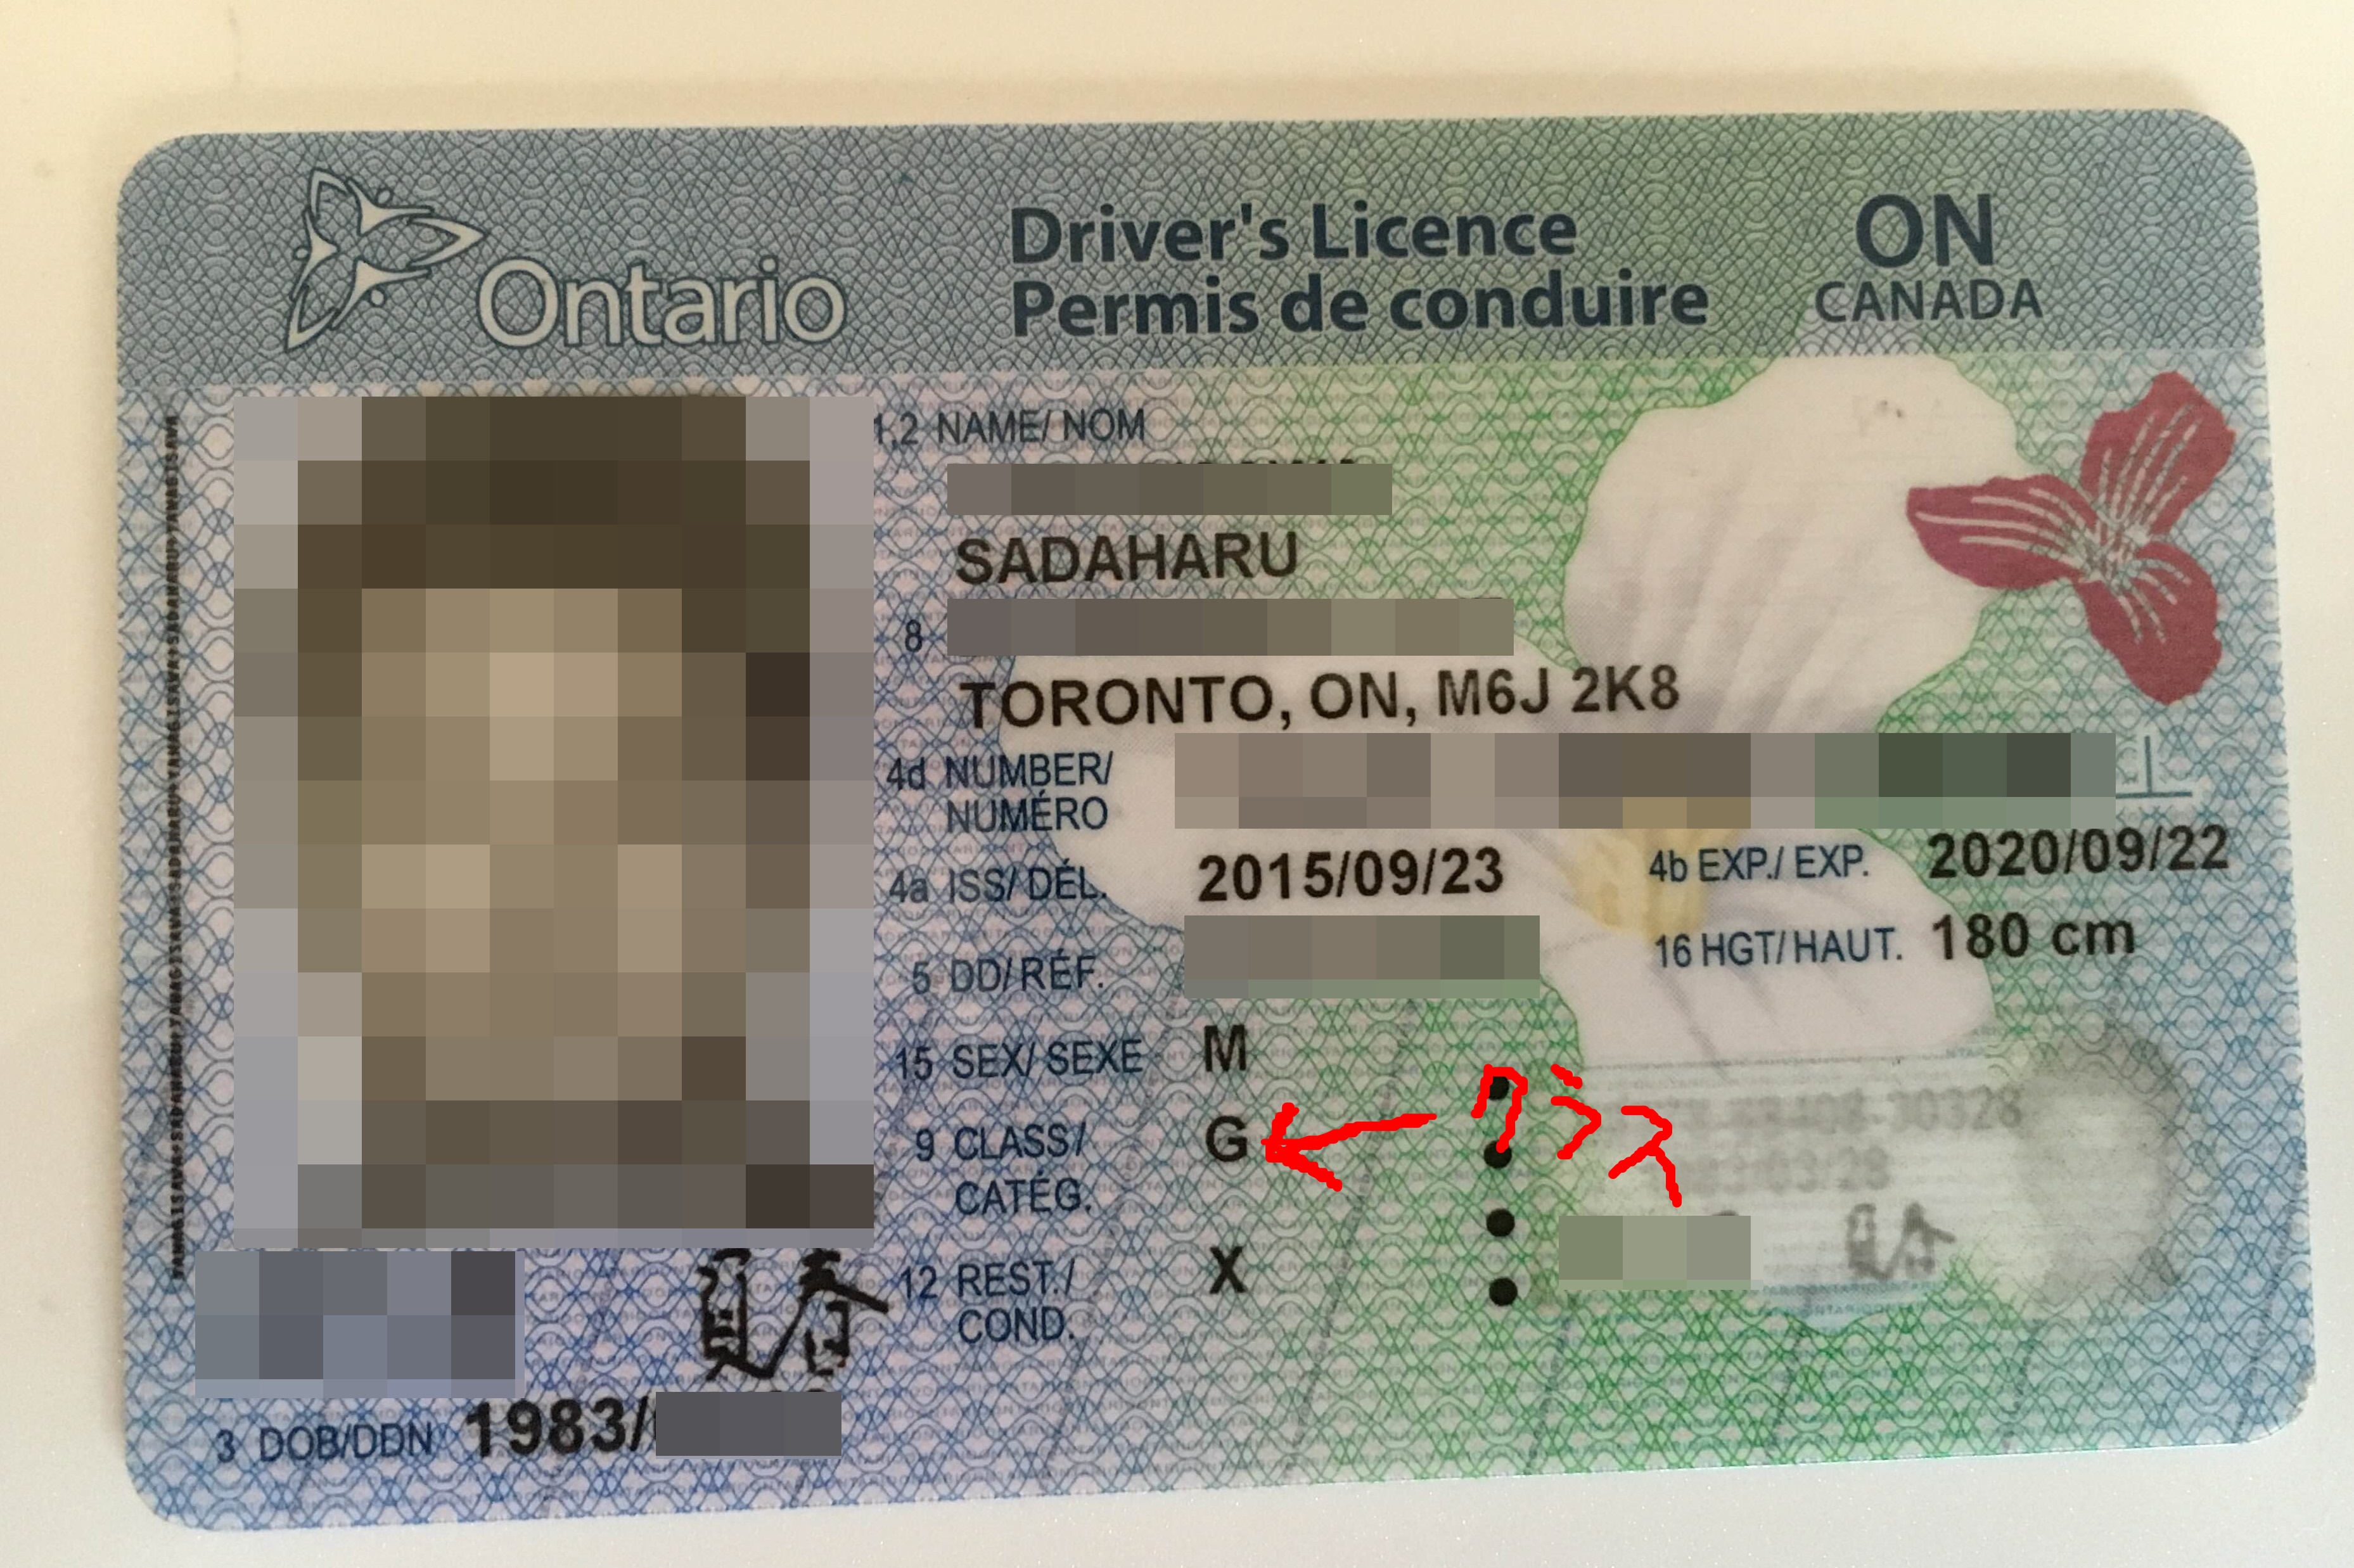 Ontario
Driver's Licence
Permis de conduire
ON
CANADA
1,2 NAME/ NOM
SADAHARU
8
TORONTO, ON, M6J 2K8
4d NUMBER/
NUMÉRO
4a ISS/ DÉL. 2015/09/23 4b EXP./ EXP. 2020/09/22
5 DD/ RÉF. 16 HGT/ HAUT. 180 cm
15 SEX/ SEXE M
9 CLASS/ G クラス
CATÉG.
12 REST./ X
COND.
3 DOB/DDN 1983/